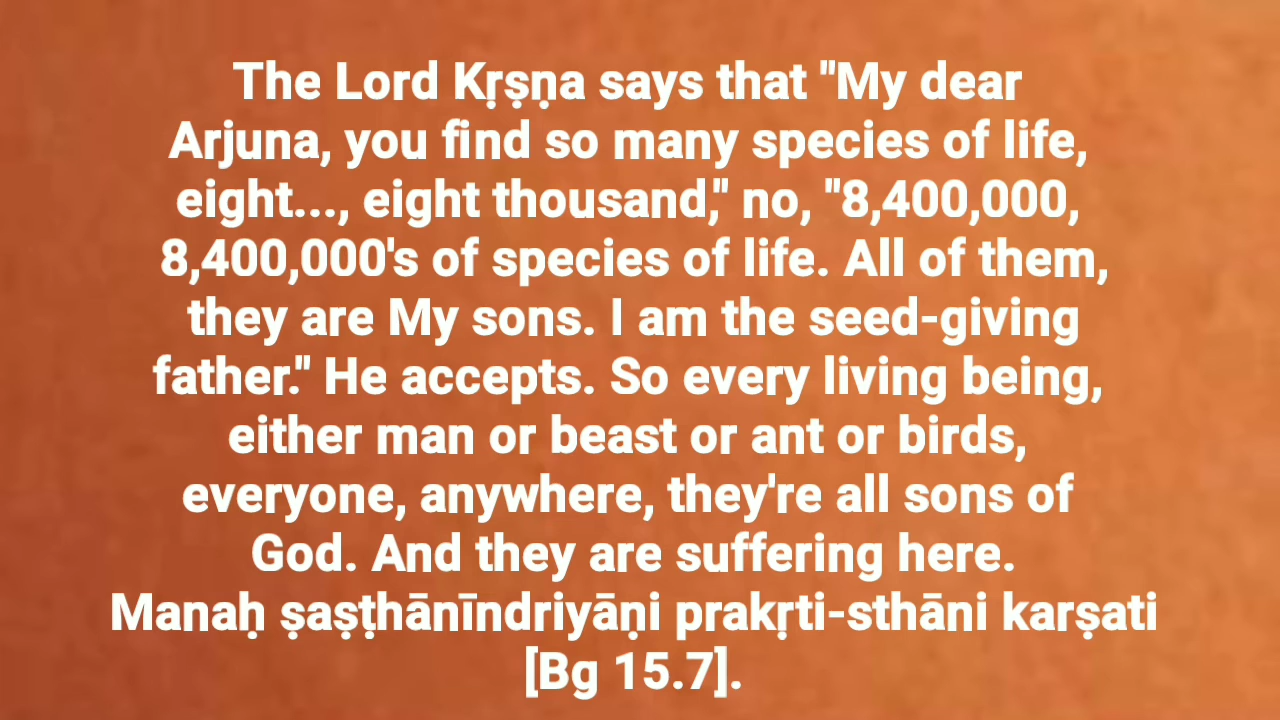 The Lord Kṛṣṇa says that "My dear
Arjuna, you find so many species of life,
eight..., eight thousand," no, "8,400,000,
8,400,000's of species of life. All of them,
they are My sons. I am the seed-giving
father." He accepts. So every living being,
either man or beast or ant or birds,
everyone, anywhere, they're all sons of
God. And they are suffering here.
Manaḥ ṣaṣṭhānīndriyāṇi prakṛti-sthāni karṣati
[Bg 15.7].